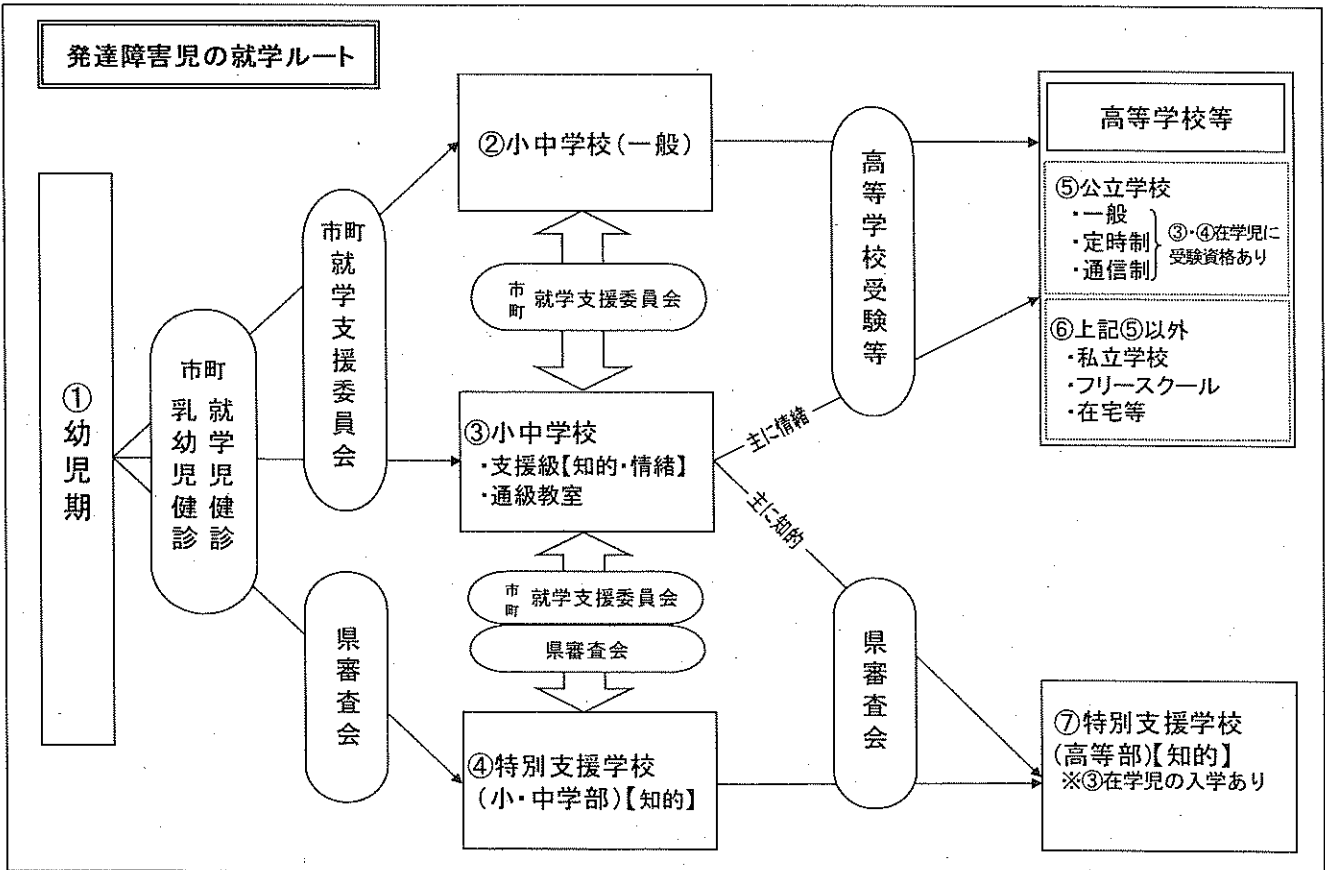 発達障害児の就学ルート
①幼児期
市町
乳幼児健診
就学児健診
市町
就学支援委員会
県審査会
②小中学校(一般)
市町 就学支援委員会
③小中学校
・支援級【知的・情緒】
・通級教室
市町 就学支援委員会
県審査会
④特別支援学校
(小・中学部)【知的】
主に情緒
主に知的
高等学校受験等
県審査会
高等学校等
⑤公立学校
・一般
・定時制
・通信制
③・④在学児に
受験資格あり
⑥上記⑤以外
・私立学校
・フリースクール
・在宅等
⑦特別支援学校
(高等部)【知的】
※③在学児の入学あり